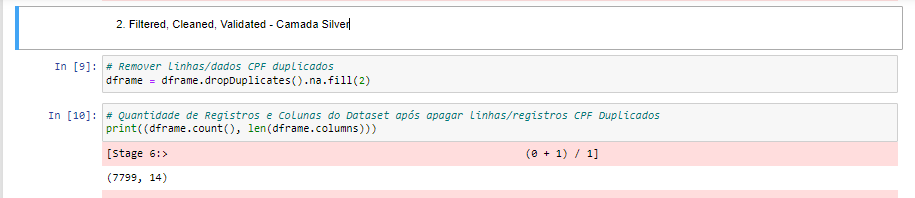 2. Filtered, Cleaned, Validated - Camada Silver
In [9]: # Remover linhas/dados CPF duplicados
dframe = dframe.dropDuplicates().na.fill(2)
In [10]: # Quantidade de Registros e Colunas do Dataset após apagar linhas/registros CPF Duplicados
print((dframe.count(), len(dframe.columns)))
[Stage 6:> (0 + 1) / 1]
(7799, 14)